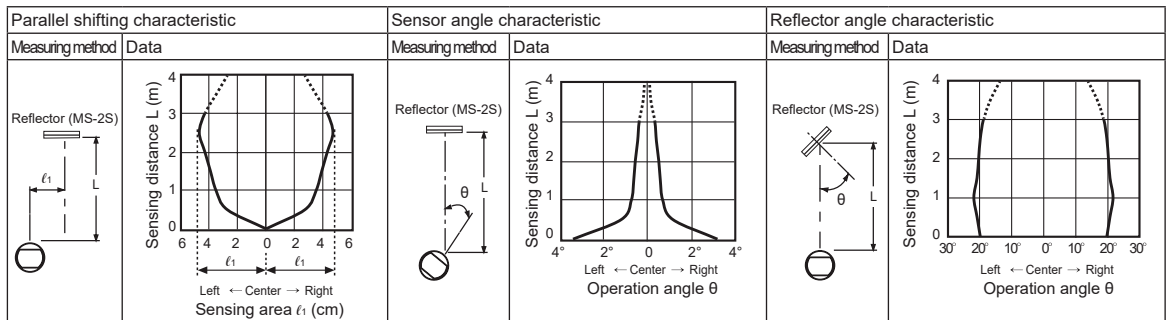 Parallel shifting characteristic
Measuring method Data
Reflector (MS-2S)
ℓ1
L
Sensing distance L (m)
4
3
2
1
0
6 4 2 0 2 4 6
ℓ1 ℓ1
Left ←Center → Right
Sensing area ℓ1 (cm)
Sensor angle characteristic
Measuring method Data
Reflector (MS-2S)
θ
L
Sensing distance L (m)
4
3
2
1
0
4° 2° 0 2° 4°
Left ←Center → Right
Operation angle θ
Reflector angle characteristic
Measuring method Data
Reflector (MS-2S)
θ
L
Sensing distance L (m)
4
3
2
1
0
30° 20° 10° 0° 10° 20° 30°
Left ←Center → Right
Operation angle θ